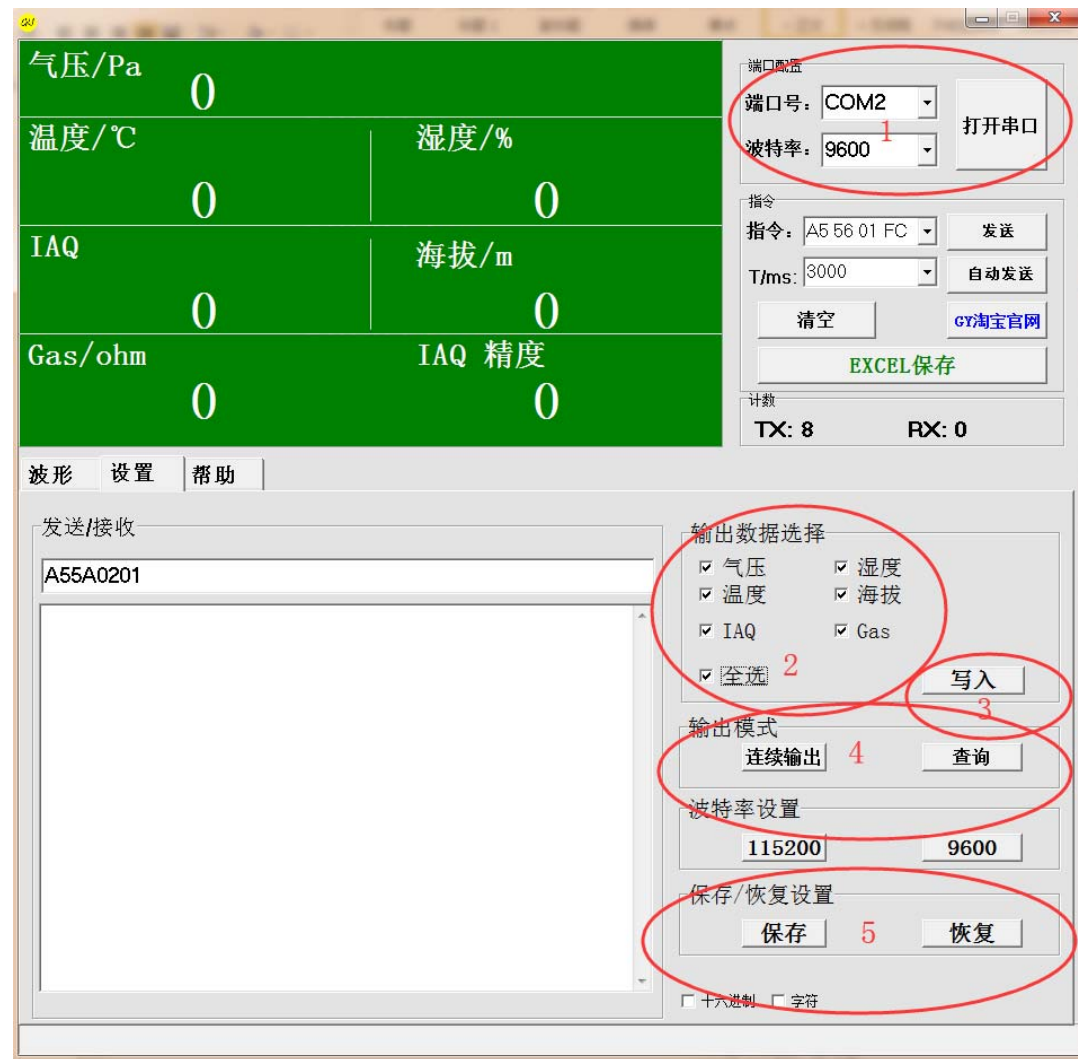 气压/Pa
0
温度/℃
0
湿度/%
0
IAQ
0
海拔/m
0
Gas/ohm
0
IAQ 精度
0
端口配置
端口号: COM2
波特率: 9600
打开串口
1
指令
指令: A5 56 01 FC
发送
T/ms: 3000
自动发送
清空
GY淘宝官网
EXCEL保存
计数
TX: 8 RX: 0
波形 设置 帮助
发送/接收
A55A0201
输出数据选择
气压 湿度
温度 海拔
IAQ Gas
全选 2
写入
3
输出模式
连续输出 4 查询
波特率设置
115200 9600
保存/恢复设置
保存 5 恢复
十六进制 字符